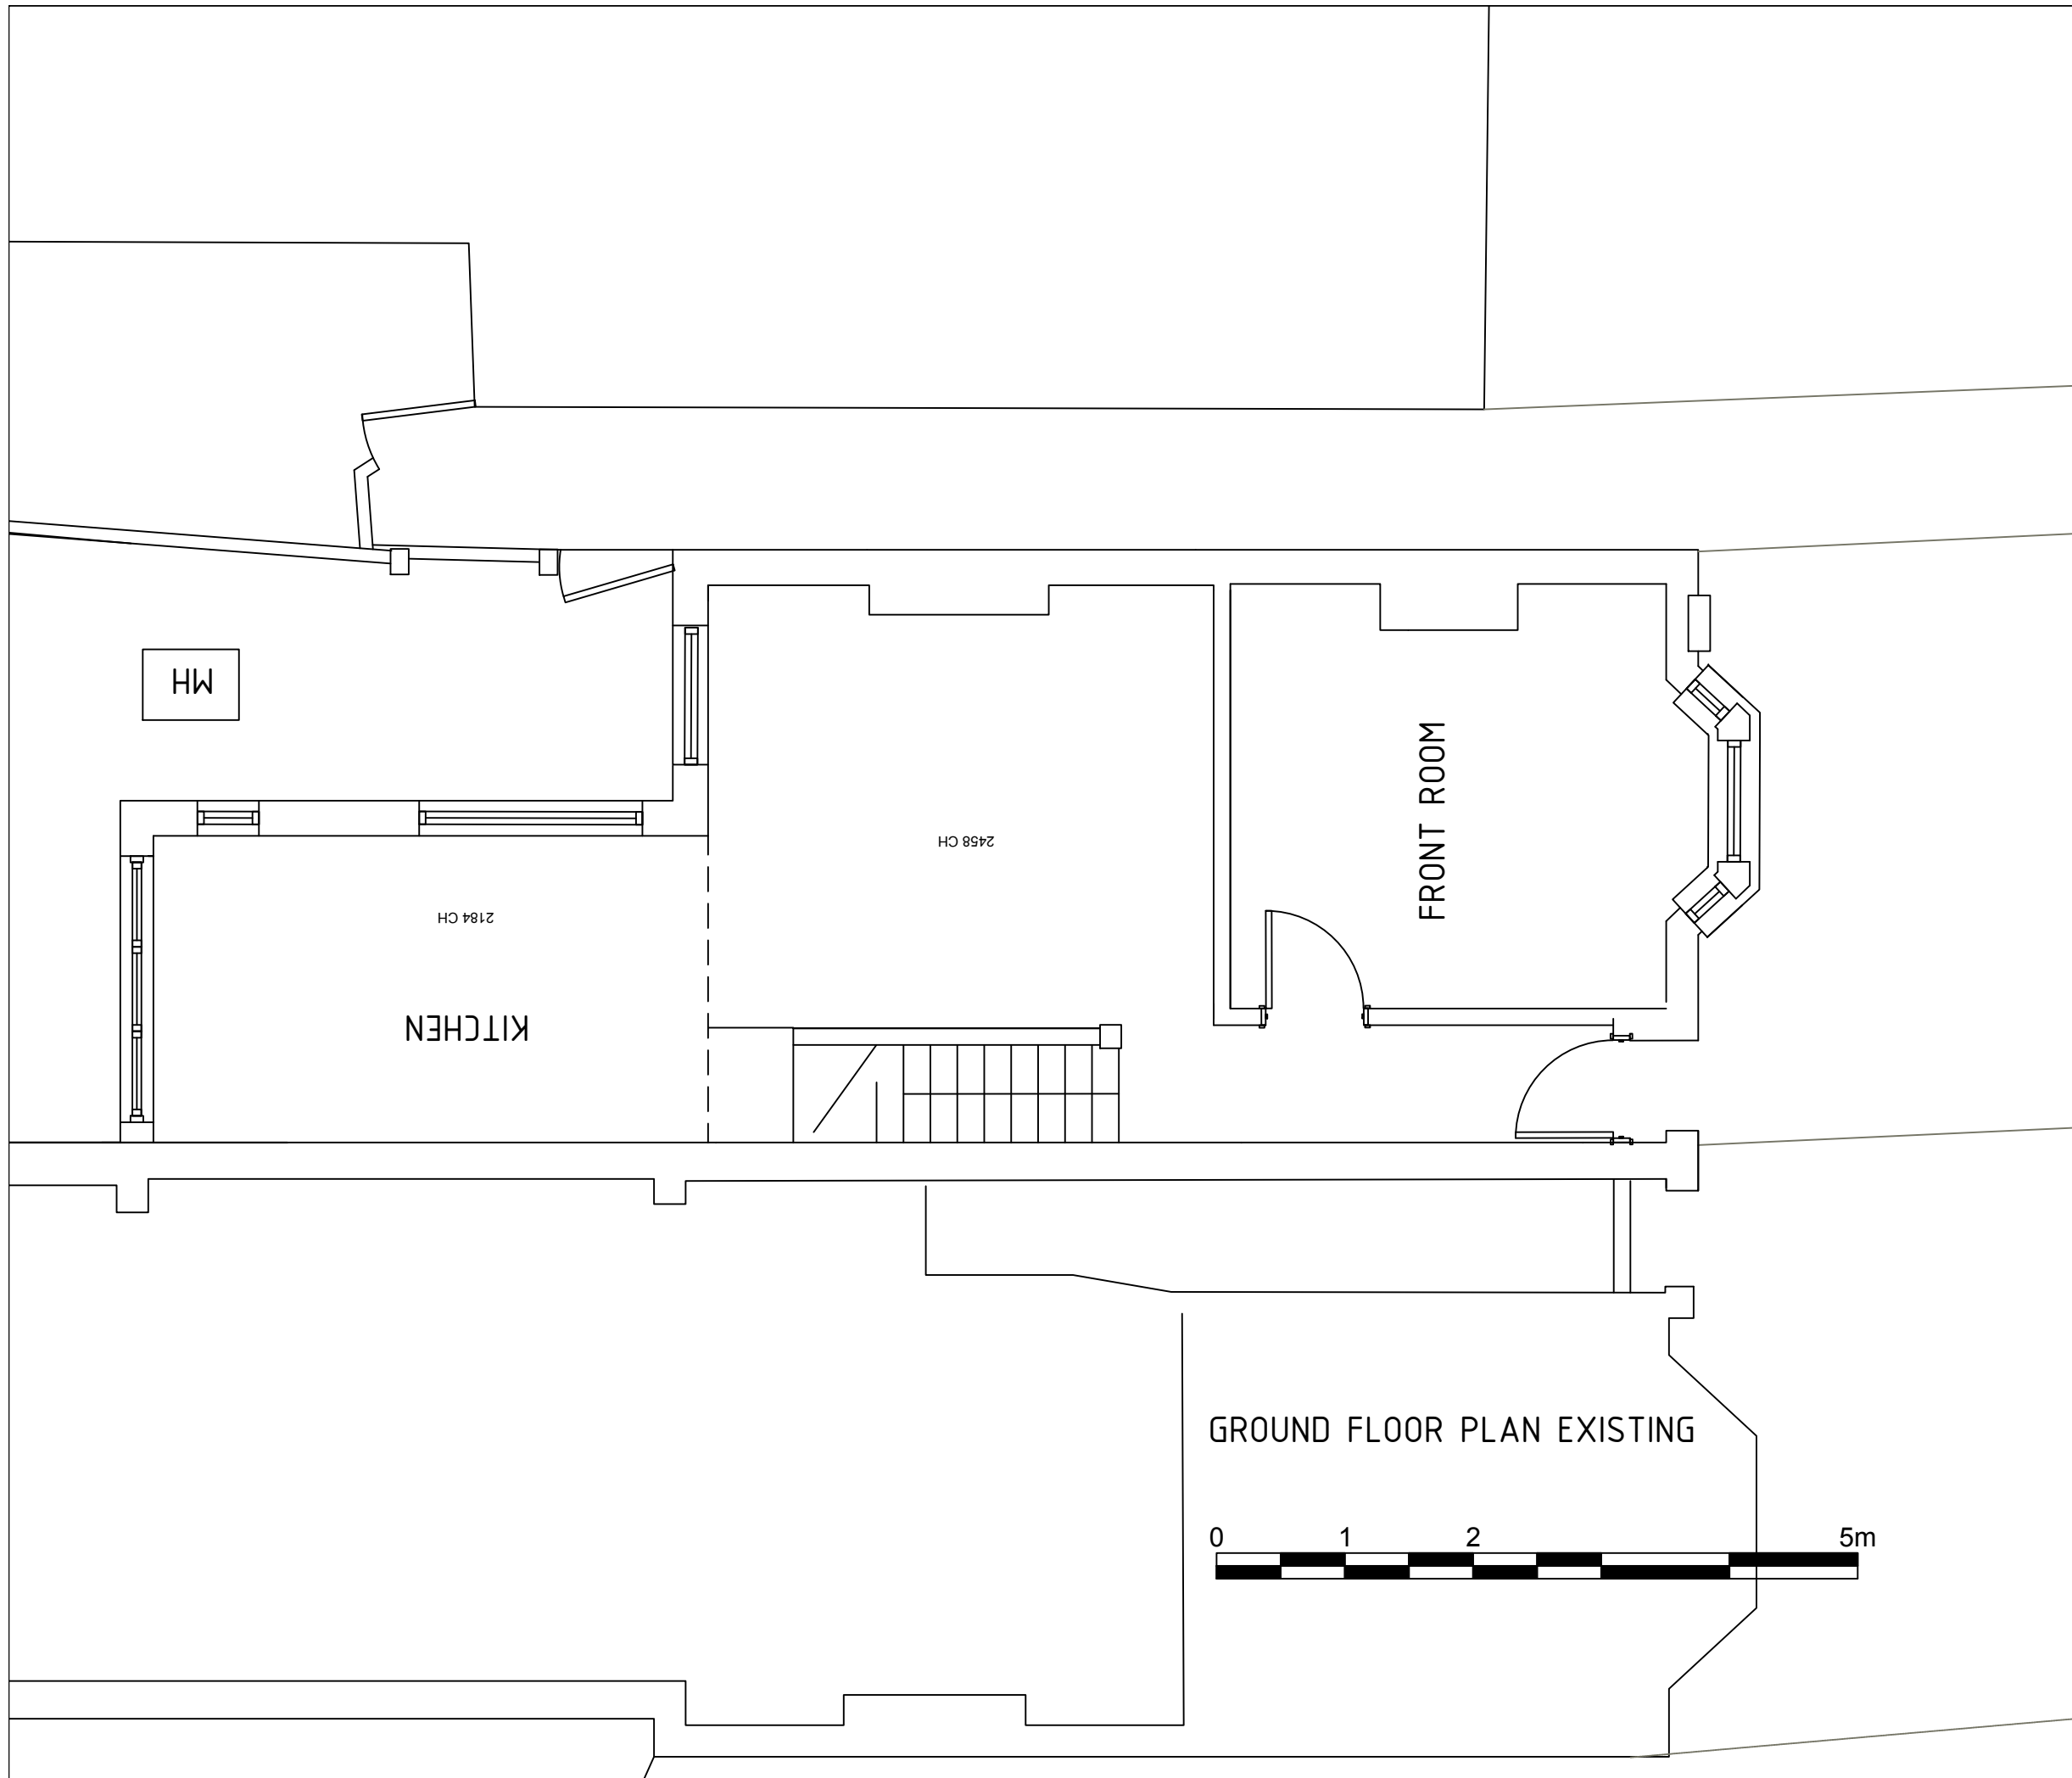 MH
2458 CH
FRONT ROOM
2184 CH
KITCHEN
GROUND FLOOR PLAN EXISTING
0 1 2 5m